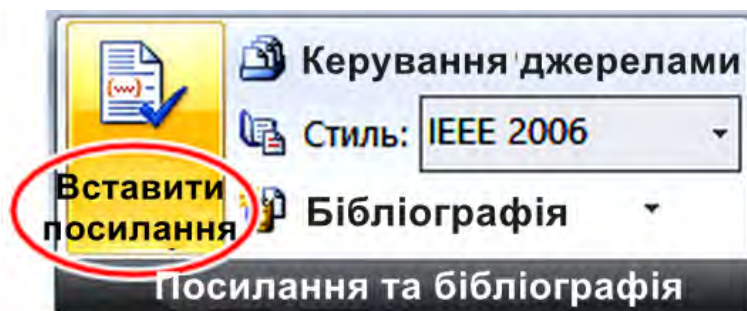 Керування джерелами
Стиль: IEEE 2006
Вставити
посилання
Бібліографія
Посилання та бібліографія